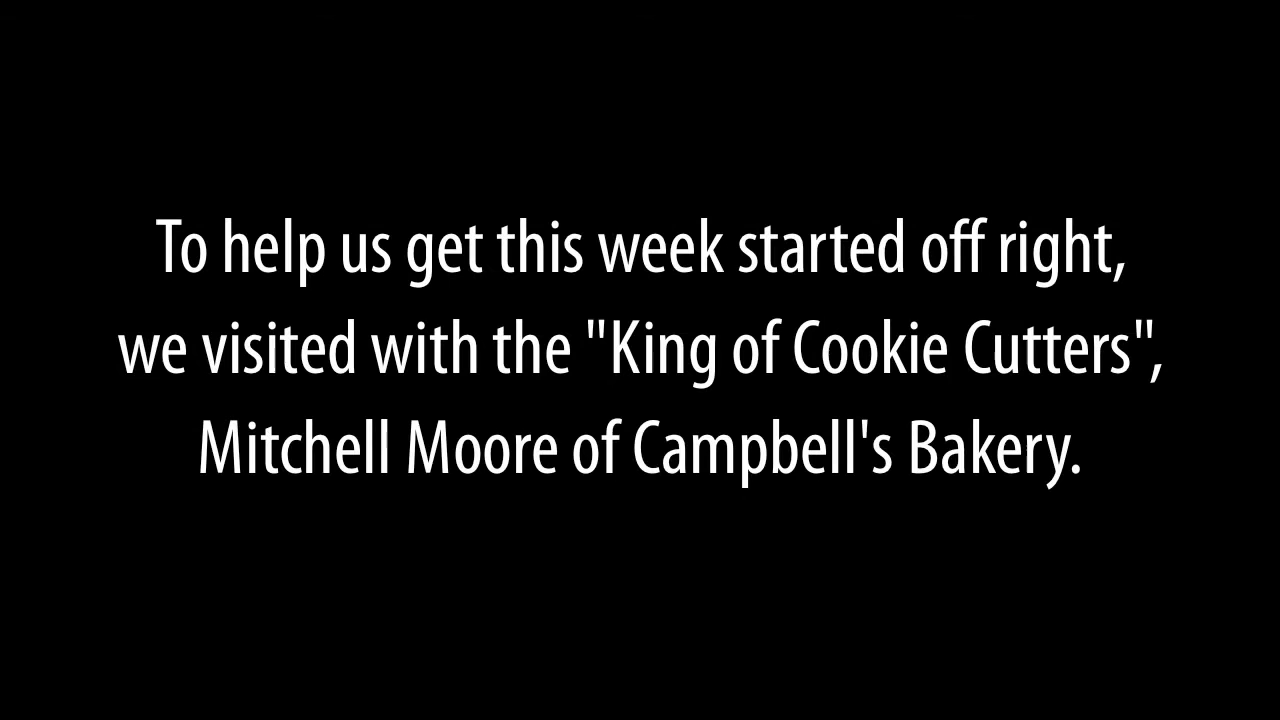 To help us get this week started off right,
we visited with the "King of Cookie Cutters",
Mitchell Moore of Campbell's Bakery.